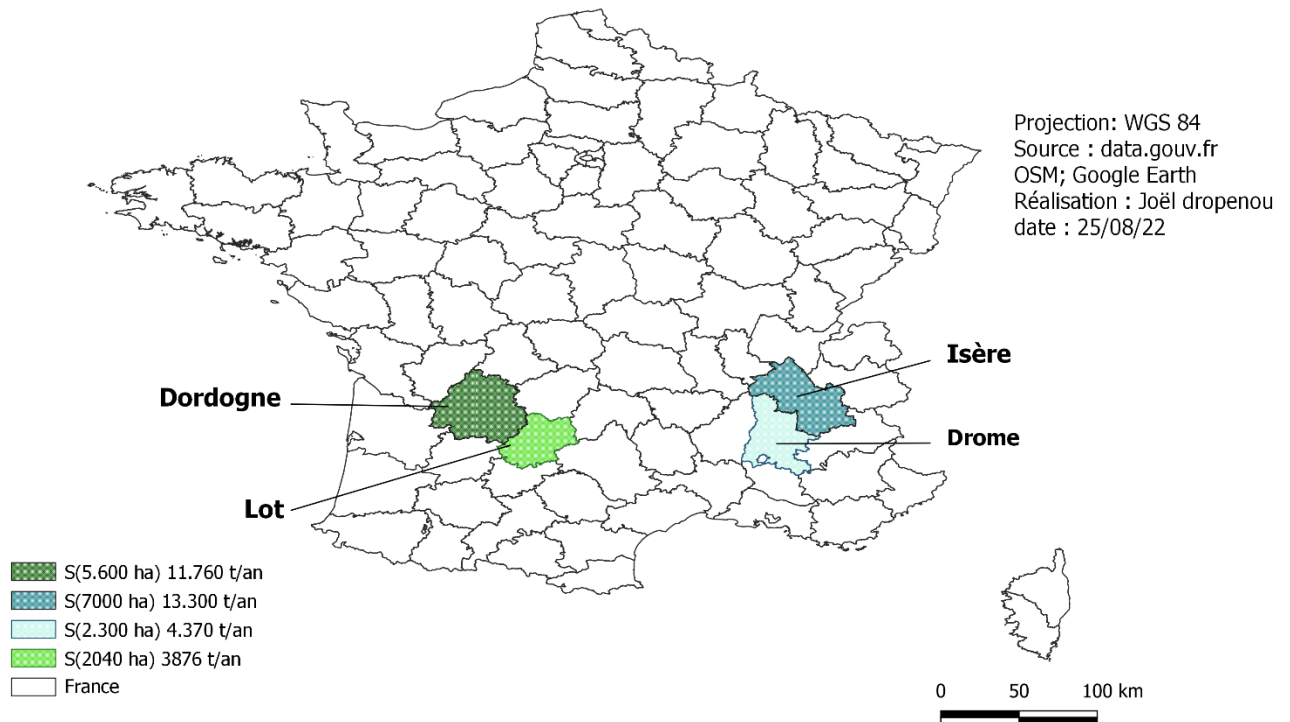 Projection: WGS 84
Source : data.gouv.fr
OSM; Google Earth
Réalisation : Joël dropenou
date : 25/08/22
Isère
Dordogne
Drome
Lot
S(5.600 ha) 11.760 t/an
S(7000 ha) 13.300 t/an
S(2.300 ha) 4.370 t/an
S(2040 ha) 3876 t/an
France
0 50 100 km